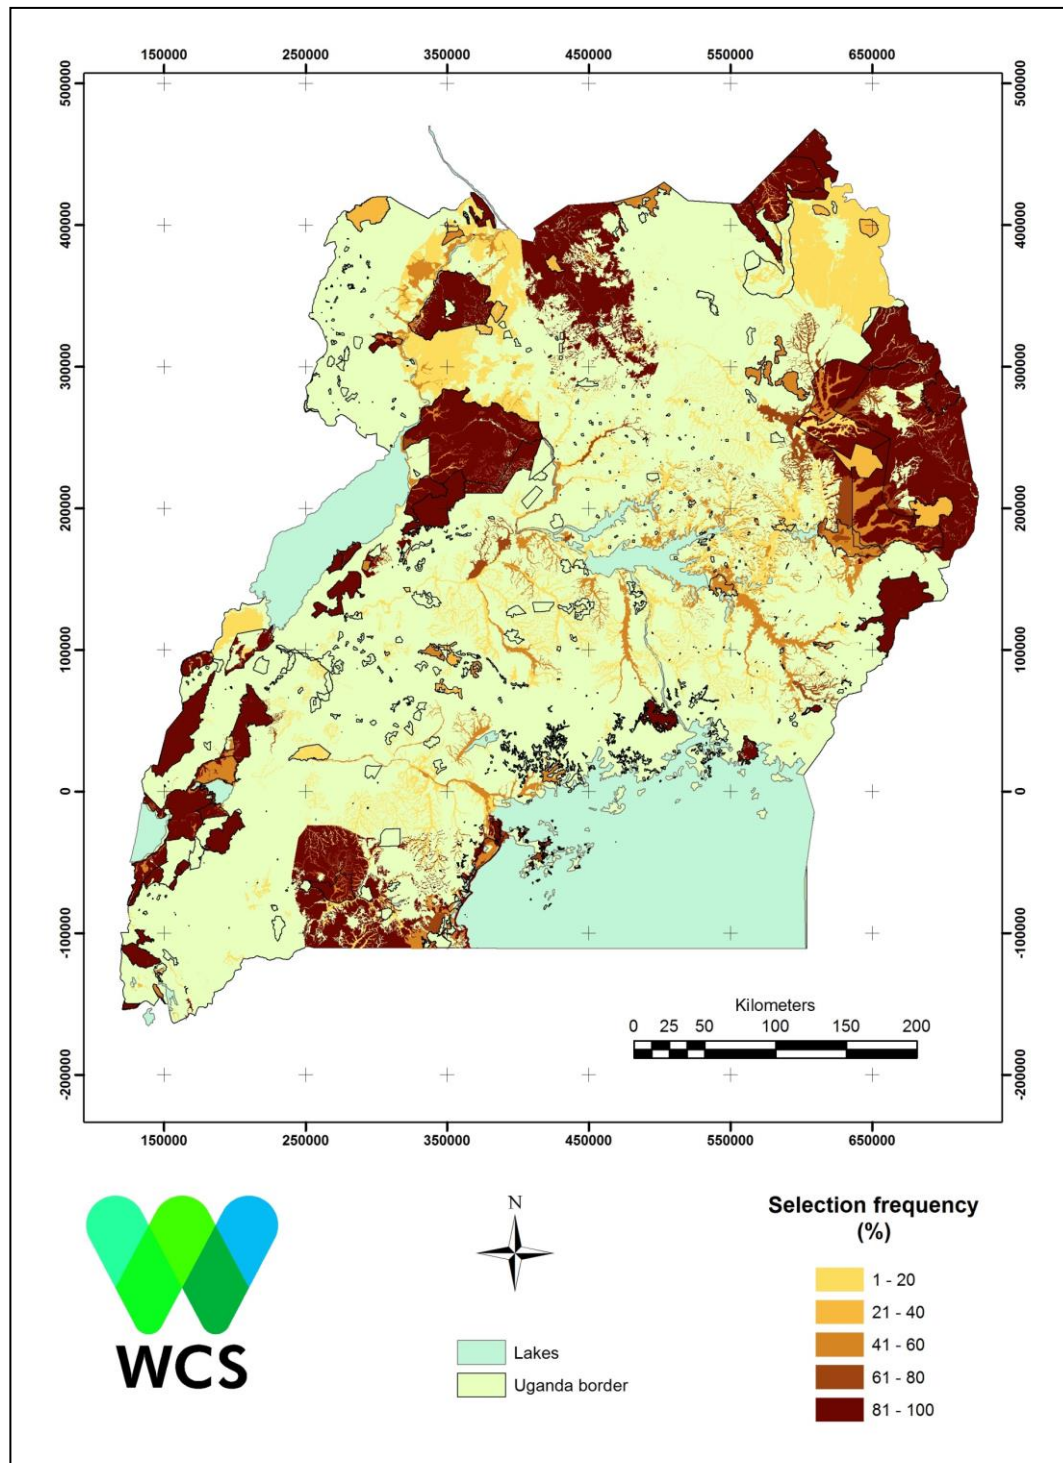 150000 250000 350000 450000 550000 650000
500000 500000
400000 400000
300000 300000
200000 200000
100000 100000
0 0
-100000 -100000
Kilometers
0 25 50 100 150 200
-200000 -200000
150000 250000 350000 450000 550000 650000
WCS
N
Lakes
Uganda border
Selection frequency
(%)
1 - 20
21 - 40
41 - 60
61 - 80
81 - 100